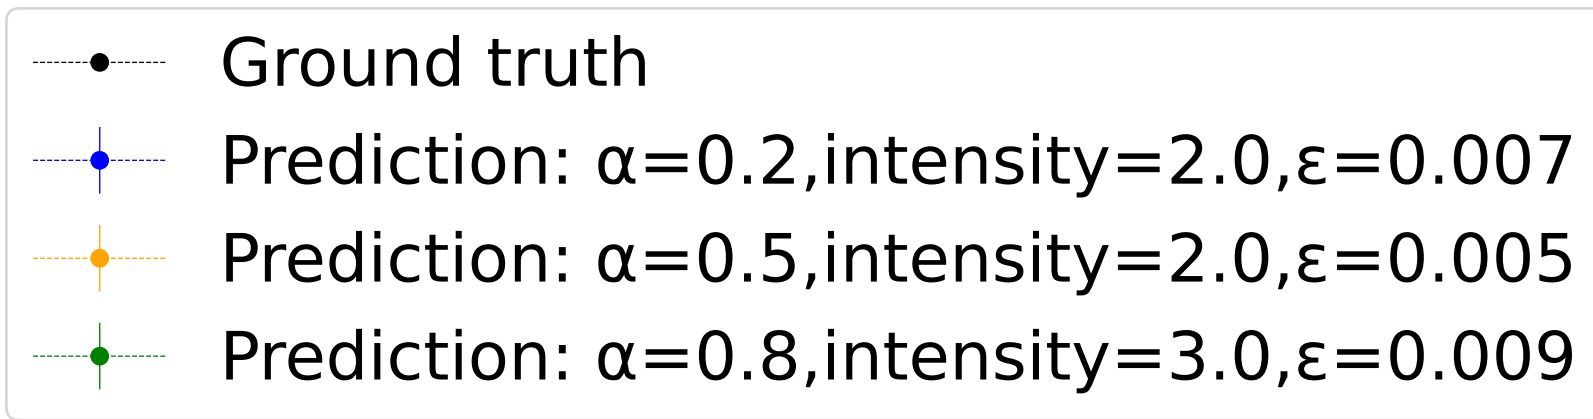 Ground truth
Prediction: α=0.2,intensity=2.0,ε=0.007
Prediction: α=0.5,intensity=2.0,ε=0.005
Prediction: α=0.8,intensity=3.0,ε=0.009